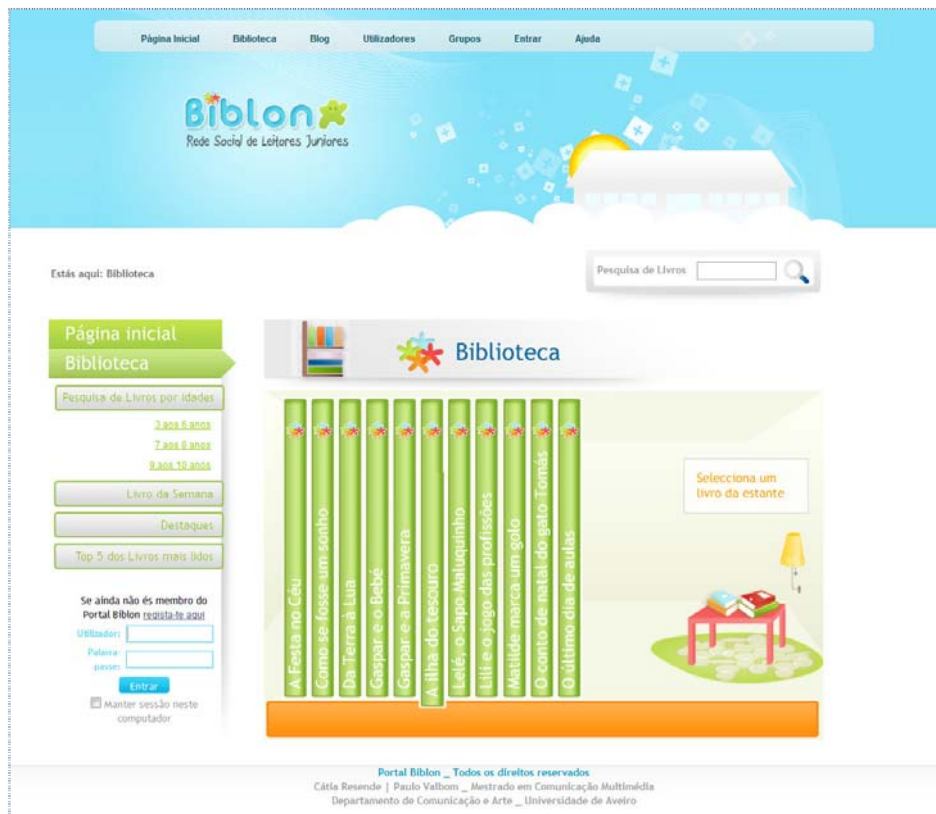 Página Inicial Biblioteca Blog Utilizadores Grupos Entrar Ajuda
Biblon
Rede Social de Leitores Juniores
Estás aqui: Biblioteca
Pesquisa de Livros
Página inicial
Biblioteca
Pesquisa de Livros por idades
3 aos 6 anos
7 aos 8 anos
9 aos 10 anos
Livro da Semana
Destaques
Top 5 dos Livros mais lidos
Se ainda não és membro do
Portal Biblon regista-te aqui
Utilizador:
Palavra-
passe:
Entrar
Manter sessão neste
computador
Biblioteca
A Festa no Céu
Como se fosse um sonho
Da Terra à Lua
Gaspar e o Bebé
Gaspar e a Primavera
A ilha do tesouro
Lelé, o Sapo Maluquinho
Lili e o jogo das profissões
Matilde marca um golo
O conto de natal do gato Tomás
O último dia de aulas
Selecciona um
livro da estante
Portal Biblon _ Todos os direitos reservados
Cátia Resende | Paulo Valbom _ Mestrado em Comunicação Multimédia
Departamento de Comunicação e Arte _ Universidade de Aveiro